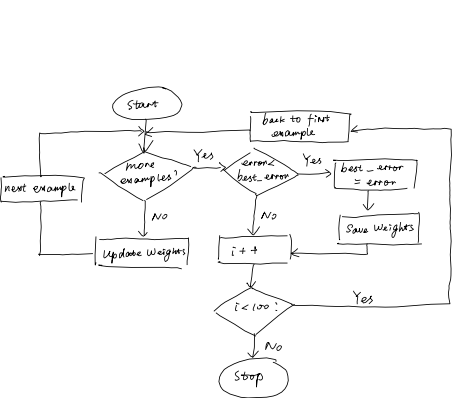 Start
back to first
example
more
examples?
Yes
error<
best_error
Yes
best_error
= error
next example
No
No
Save Weights
Update Weights
i++
i<100?
Yes
No
Stop